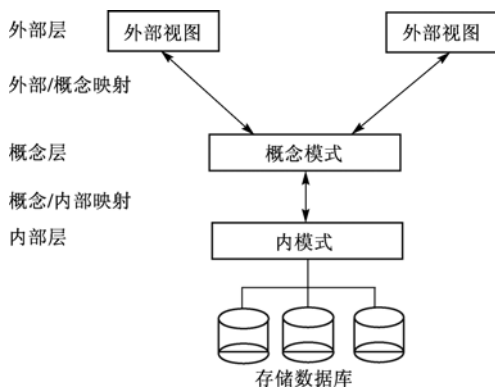 外部层
外部视图
外部视图
外部/概念映射
概念层
概念模式
概念/内部映射
内部层
内模式
存储数据库